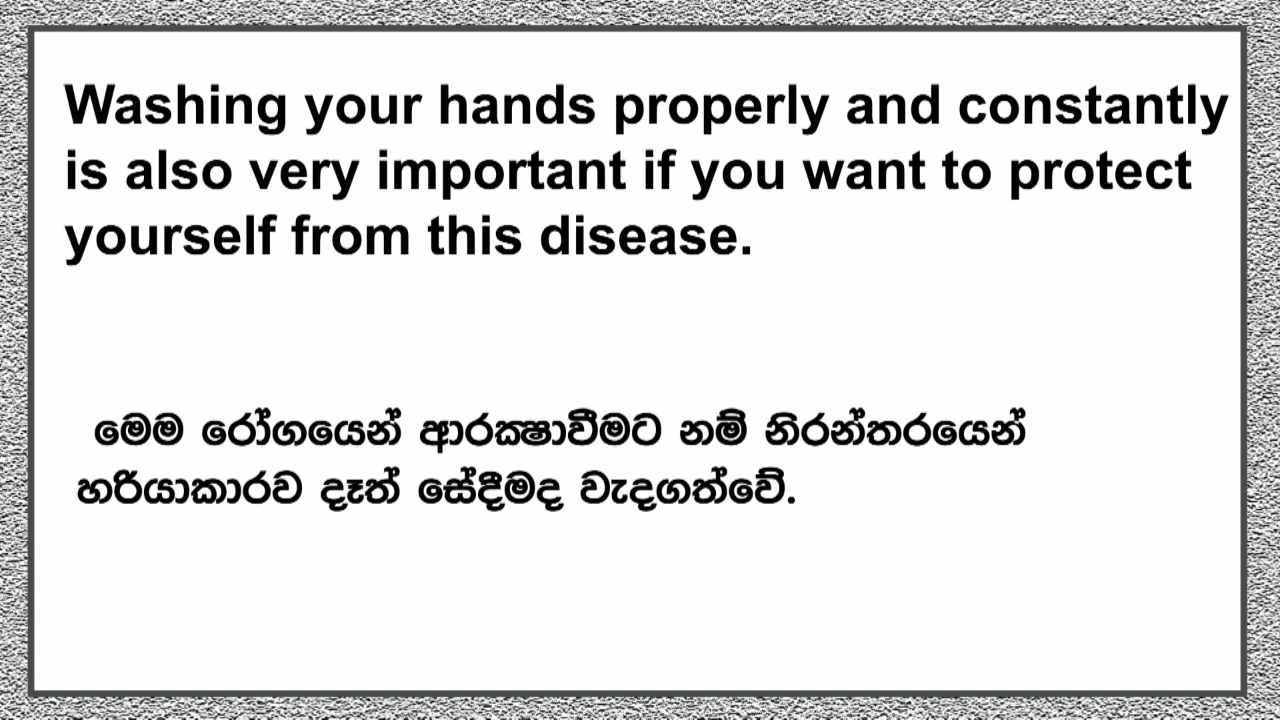 Washing your hands properly and constantly
is also very important if you want to protect
yourself from this disease.
මෙම රෝගයෙන් ආරක්‍ෂාවීමට නම් නිරන්තරයෙන්
හරියාකාරව දෑත් සේදීමද වැදගත්වේ.